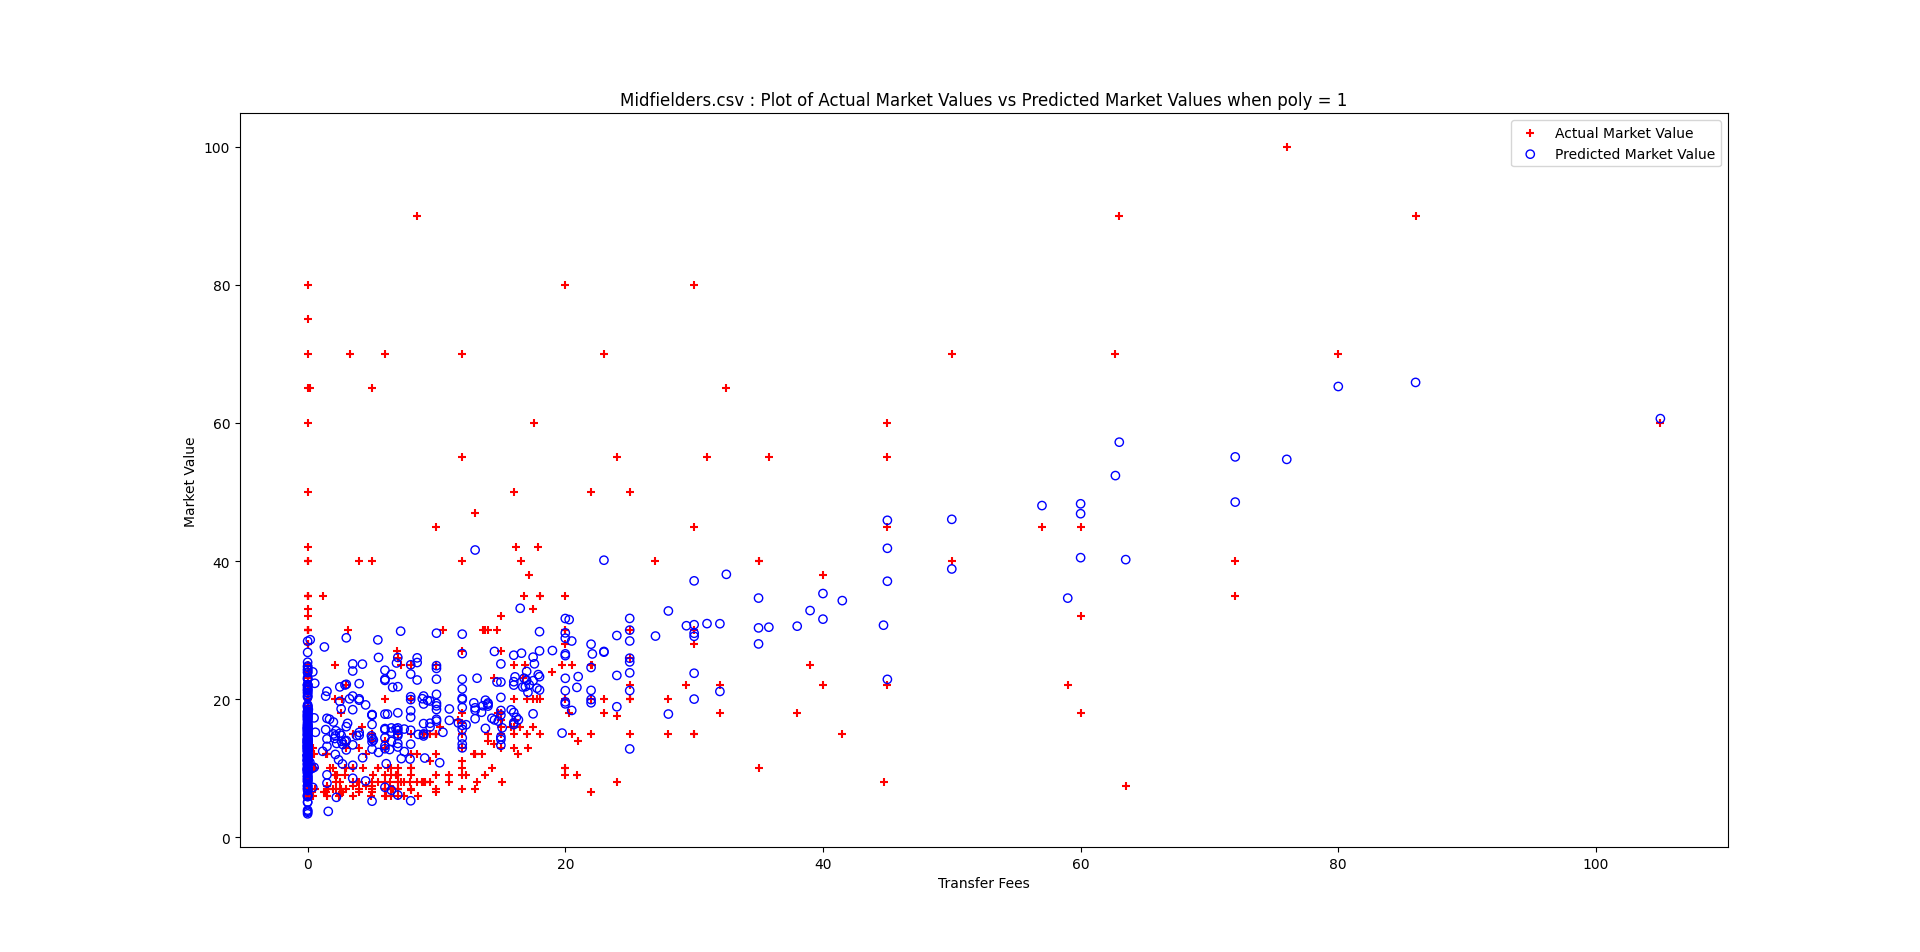 Midfielders.csv : Plot of Actual Market Values vs Predicted Market Values when poly = 1
Actual Market Value
Predicted Market Value
100
80
60
40
20
0
Market Value
0 20 40 60 80 100
Transfer Fees